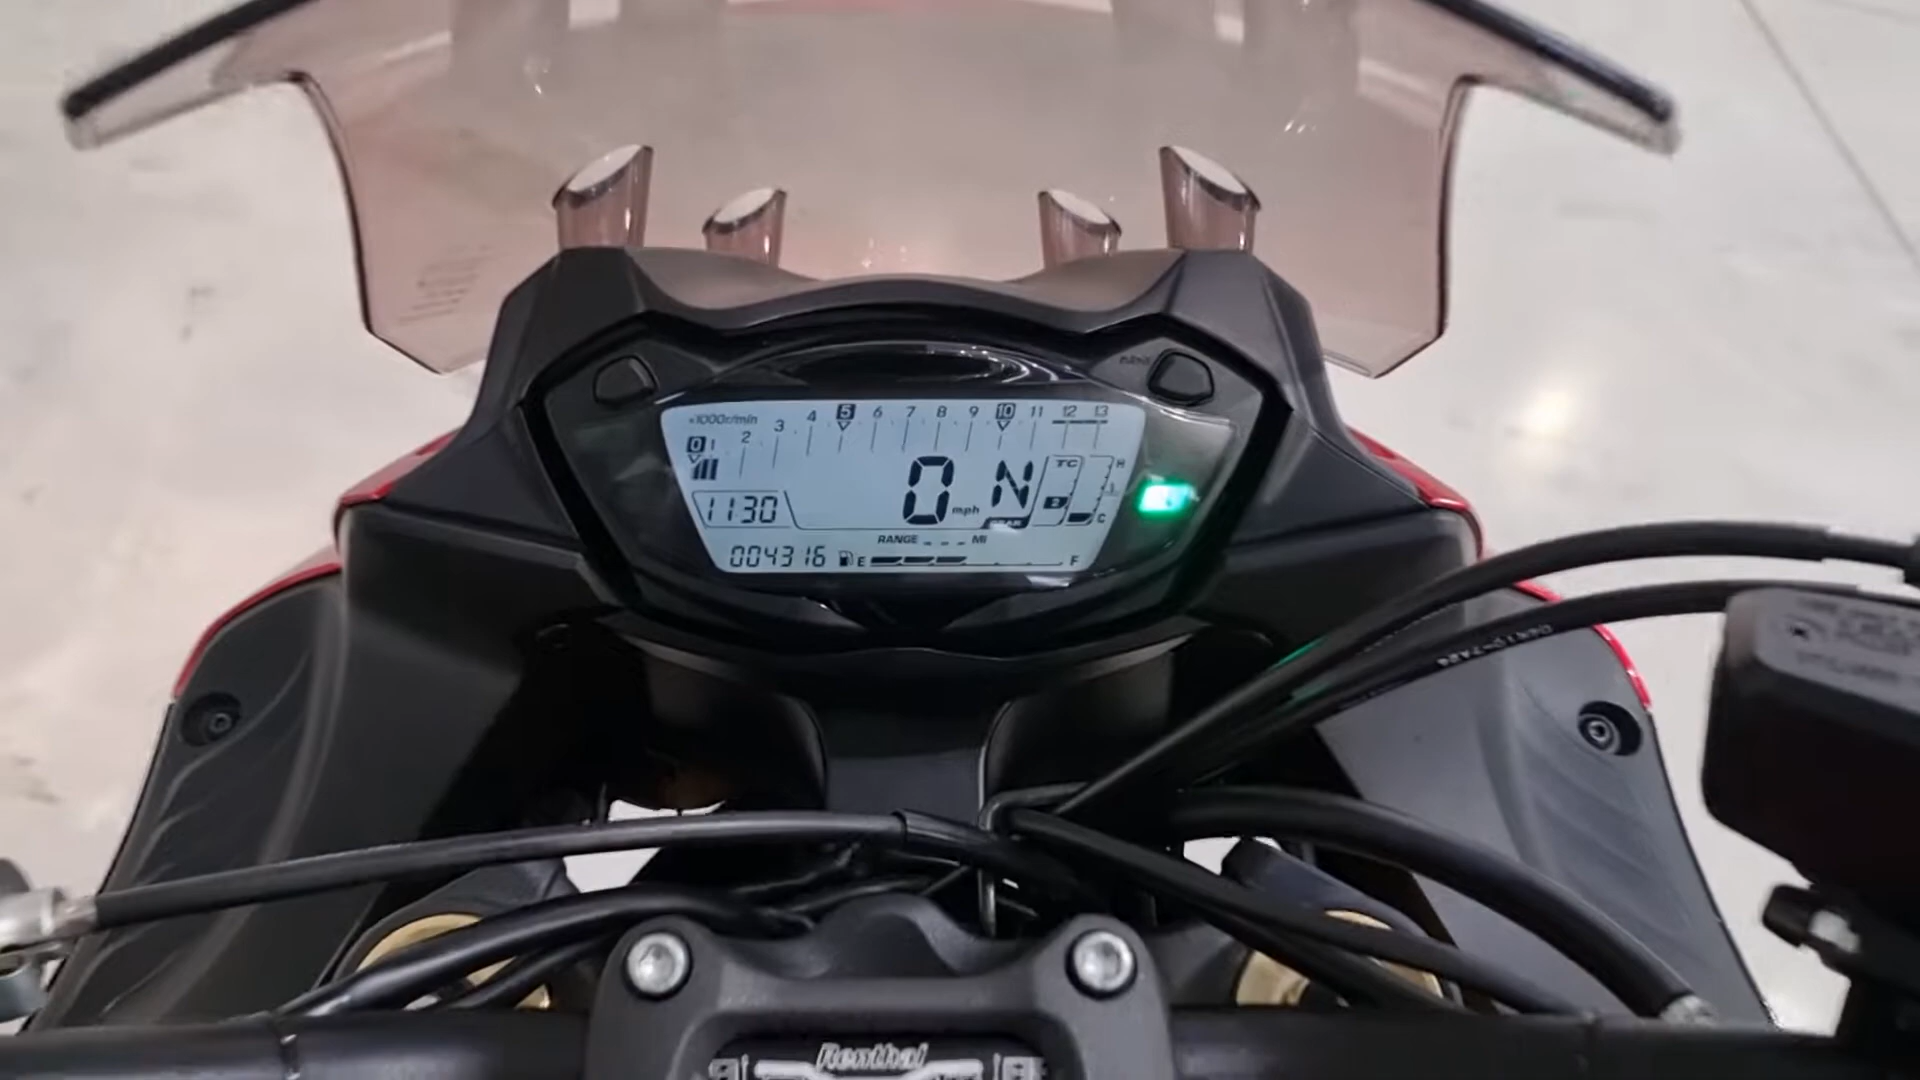 ×1000r/min
0 1 2 3 4 5 6 7 8 9 10 11 12 13
1130
0 mph
N
GEAR
TC
2
H
C
RANGE _ _ _ MI
004316
E F
Renthal